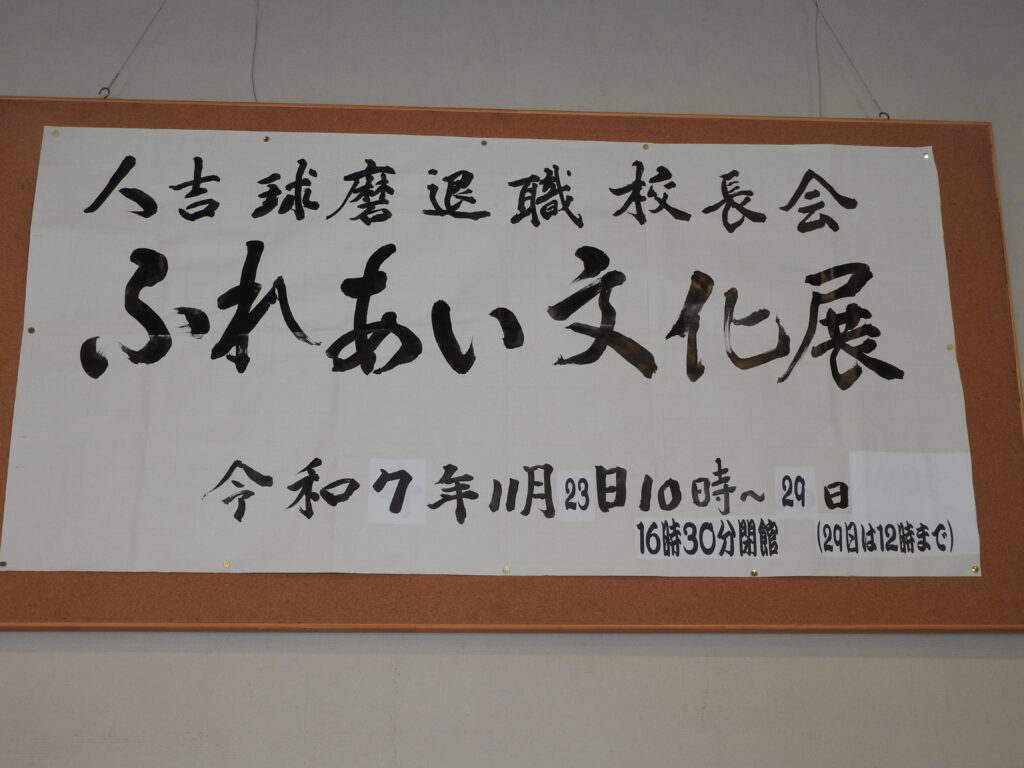 人吉球磨退職校長会
ふれあい文化展
令和7年11月23日10時~29日
16時30分閉館 (29日は12時まで)